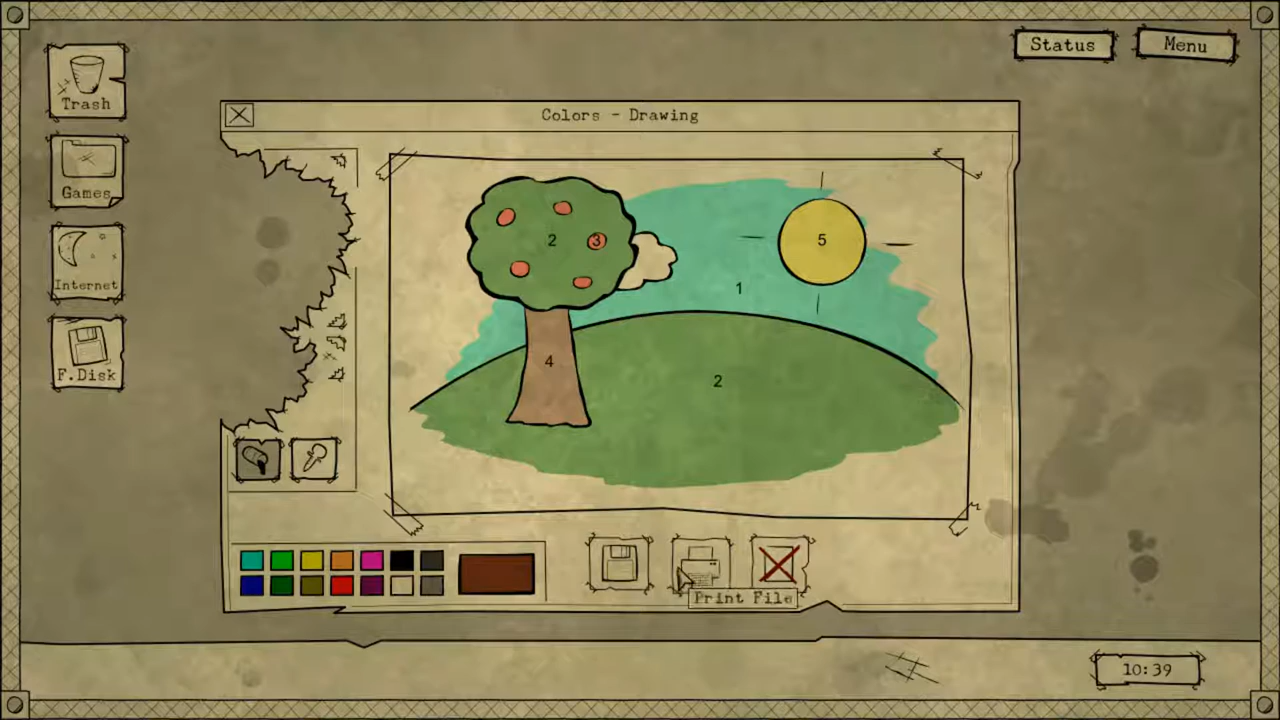 Status
Menu
Trash
Colors - Drawing
Games
Internet
F.Disk
2
3
5
1
4
2
Print File
10:39